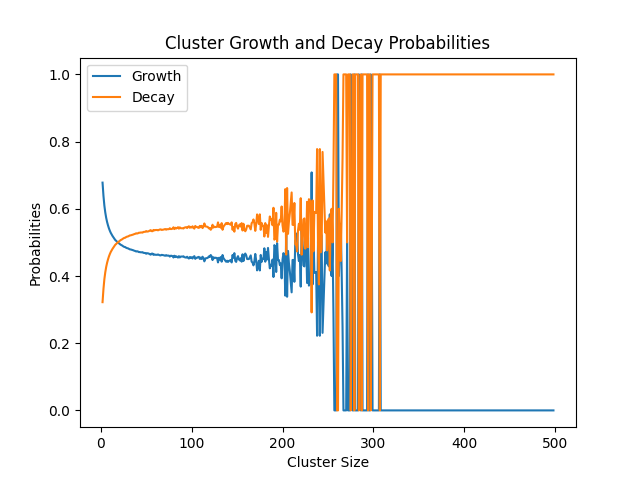 Cluster Growth and Decay Probabilities
Growth
Decay
1.0
0.8
0.6
0.4
0.2
0.0
Probabilities
0
100
200
300
400
500
Cluster Size